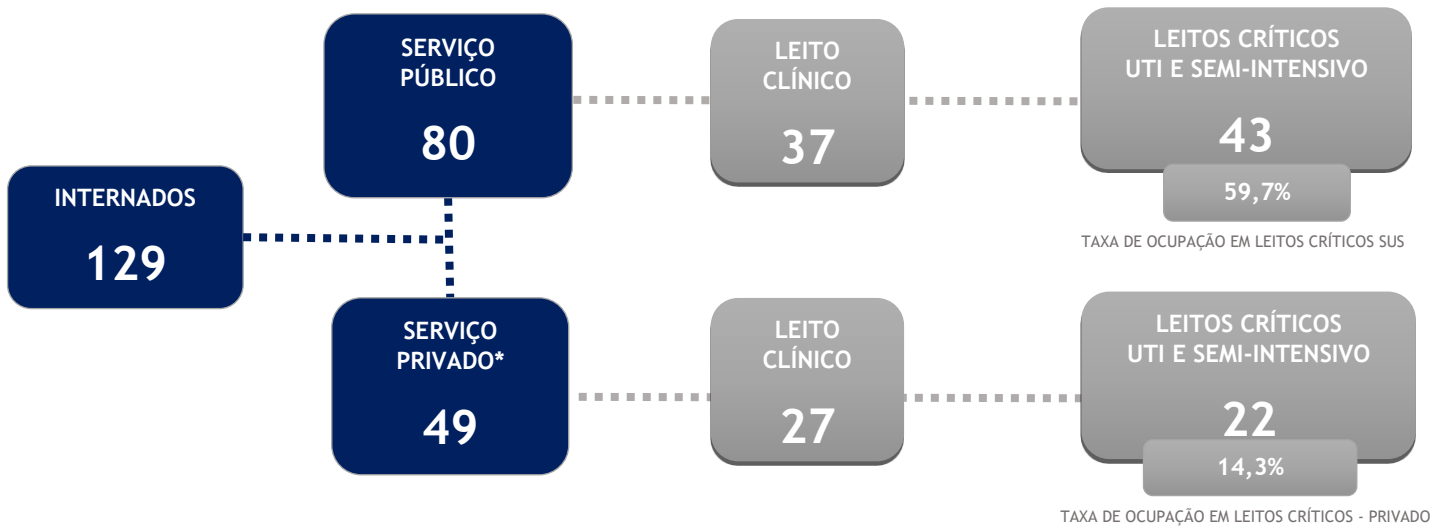 INTERNADOS
129
SERVIÇO
PÚBLICO
80
LEITO
CLÍNICO
37
LEITOS CRÍTICOS
UTI E SEMI-INTENSIVO
43
59,7%
TAXA DE OCUPAÇÃO EM LEITOS CRÍTICOS SUS
SERVIÇO
PRIVADO*
49
LEITO
CLÍNICO
27
LEITOS CRÍTICOS
UTI E SEMI-INTENSIVO
22
14,3%
TAXA DE OCUPAÇÃO EM LEITOS CRÍTICOS - PRIVADO